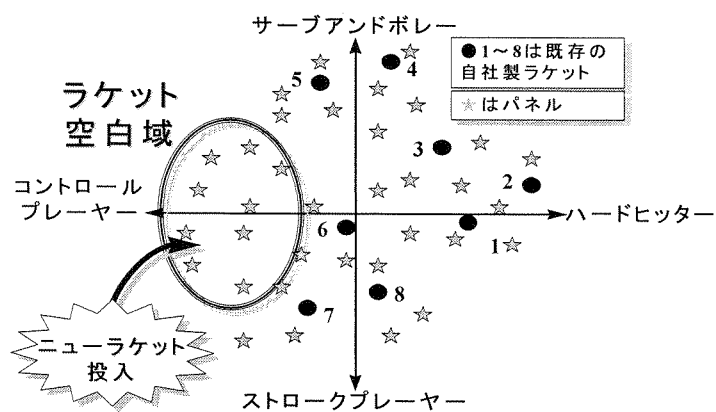 サーブアンドボレー
●1～8は既存の
自社製ラケット
☆はパネル
ラケット
空白域
5
4
3
2
コントロール
プレーヤー
ハードヒッター
6
1
7
8
ニューラケット
投入
ストロークプレーヤー